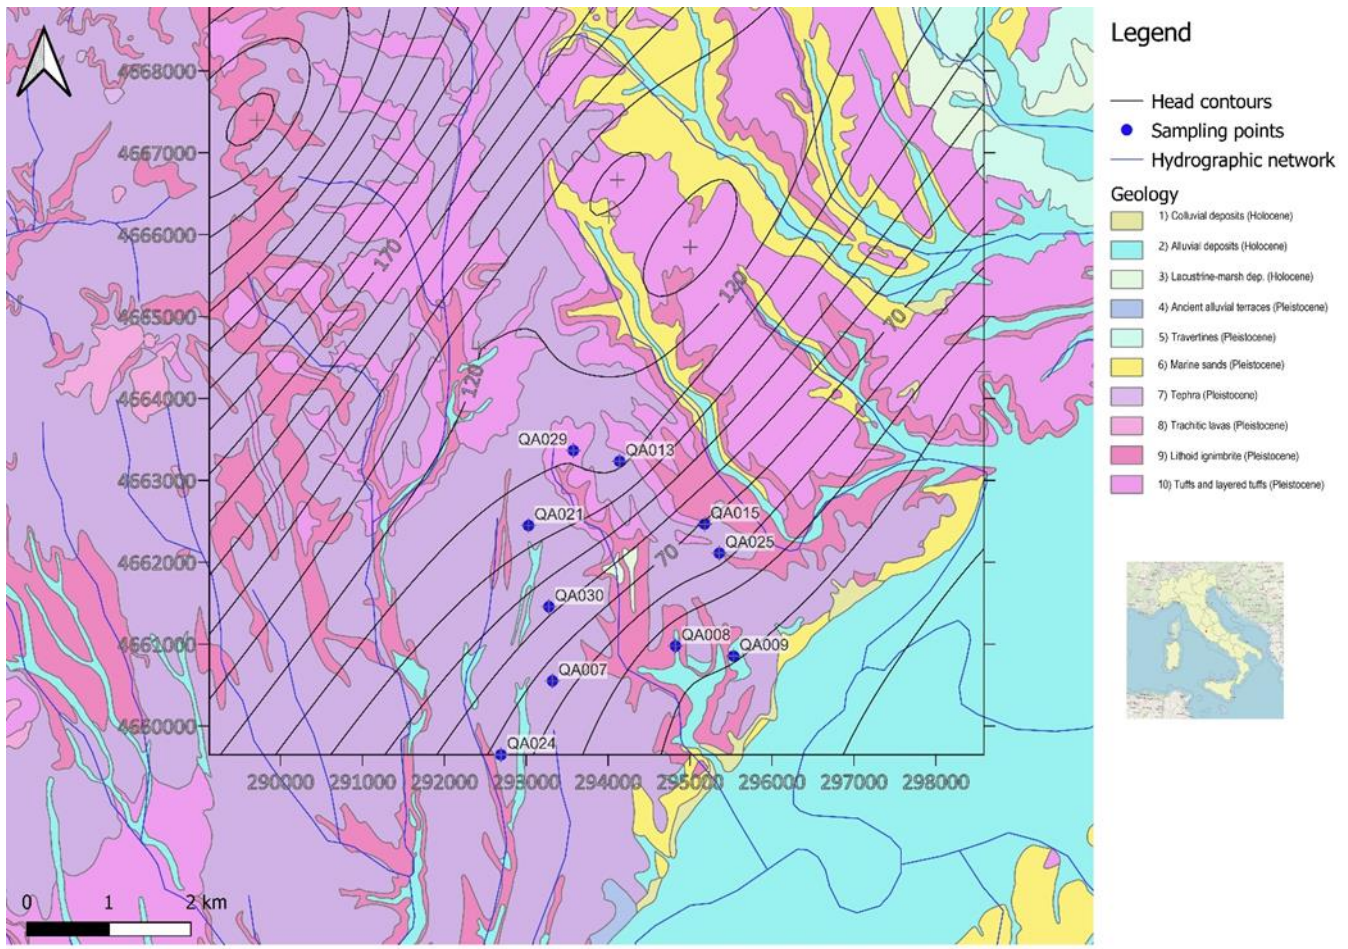 Legend
Head contours
Sampling points
Hydrographic network
Geology
1) Colluvial deposits (Holocene)
2) Alluvial deposits (Holocene)
3) Lacustrine-marsh dep. (Holocene)
4) Ancient alluvial terraces (Pleistocene)
5) Travertines (Pleistocene)
6) Marine sands (Pleistocene)
7) Tephra (Pleistocene)
8) Trachitic lavas (Pleistocene)
9) Lithoid ignimbrite (Pleistocene)
10) Tuffs and layered tuffs (Pleistocene)
4668000
4667000
4666000
4665000
4664000
4663000
4662000
4661000
4660000
170
120
70
120
70
QA029
QA013
QA021
QA015
QA025
QA030
QA008
QA009
QA007
QA024
290000 291000 292000 293000 294000 295000 296000 297000 298000
0 1 2 km